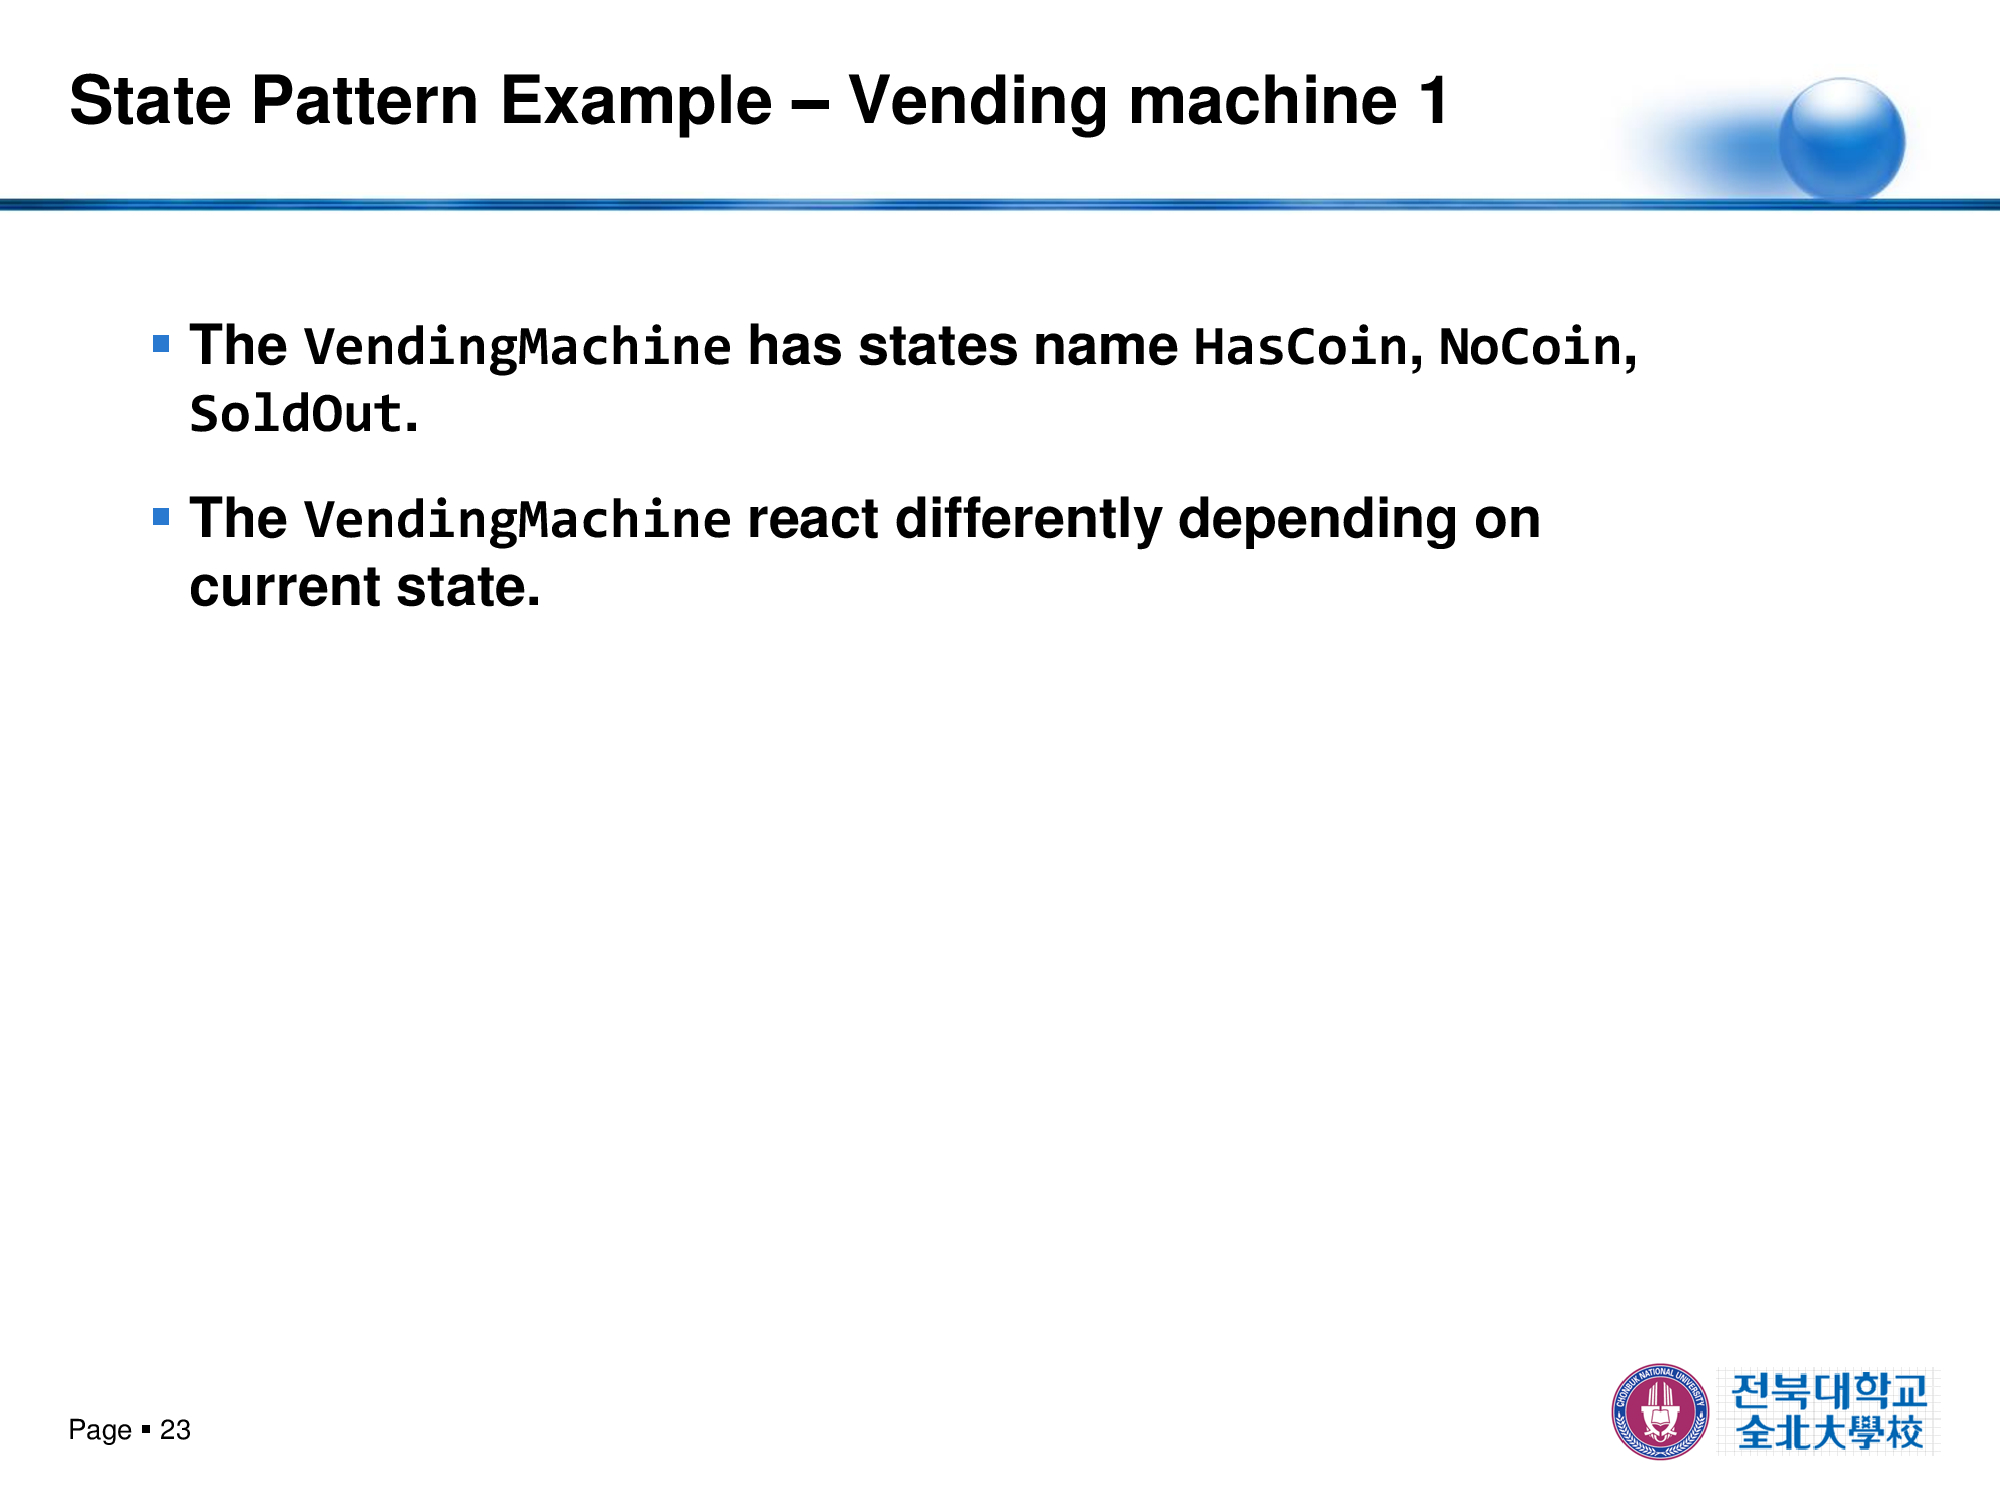 State Pattern Example – Vending machine 1
▪ The VendingMachine has states name HasCoin, NoCoin,
SoldOut.
▪ The VendingMachine react differently depending on
current state.
Page ▪ 23
CHONBUK NATIONAL UNIVERSITY
전북대학교
全北大學校